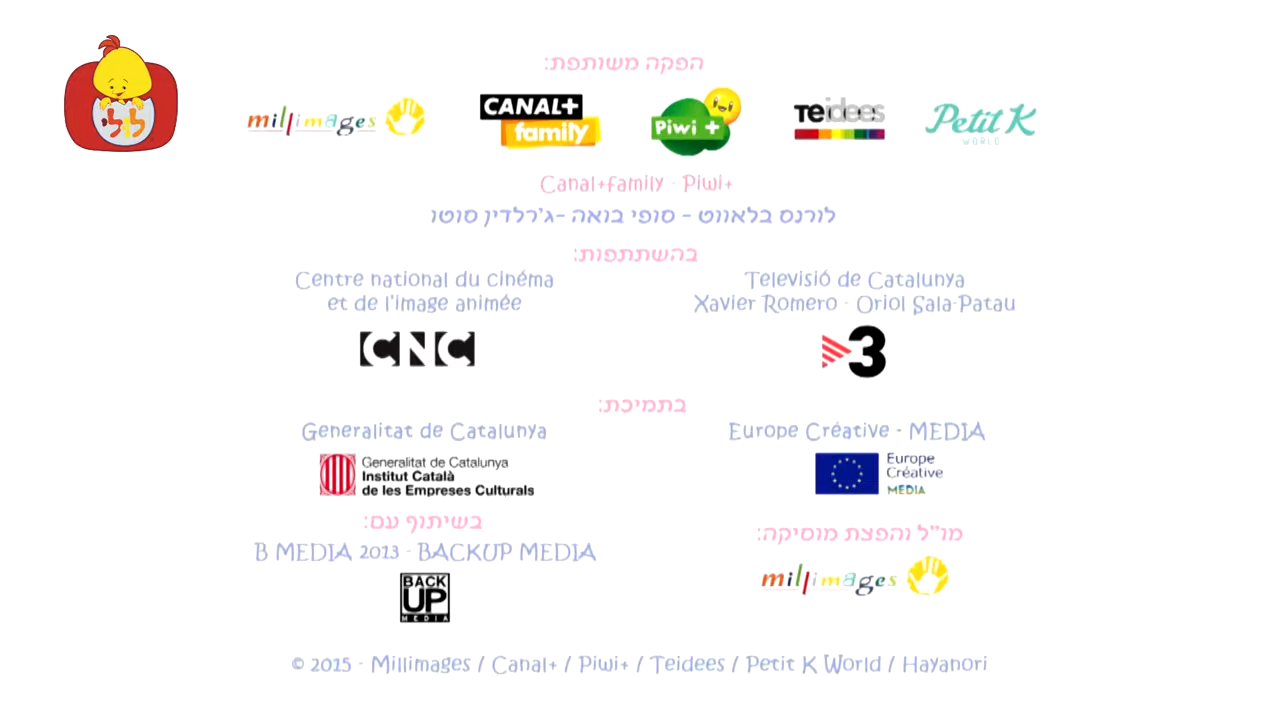 הפקה משותפת:
לולי
millimages
CANAL+ family
Piwi +
Teidees
Petit K WORLD
Canal+family - Piwi+
לורנס בלאווט - סופי בואה -ג'רלדין סוטו
בהשתתפות:
Centre national du cinéma
et de l'image animée
Televisió de Catalunya
Xavier Romero - Oriol Sala-Patau
CNC
3
בתמיכת:
Generalitat de Catalunya
Europe Créative - MEDIA
Generalitat de Catalunya
Institut Català
de les Empreses Culturals
Europe
Créative
MEDIA
בשיתוף עם:
B MEDIA 2013 - BACKUP MEDIA
BACK
UP
MEDIA
מו"ל והפצת מוסיקה:
millimages
© 2015 - Millimages / Canal+ / Piwi+ / Teidees / Petit K World / Hayanori